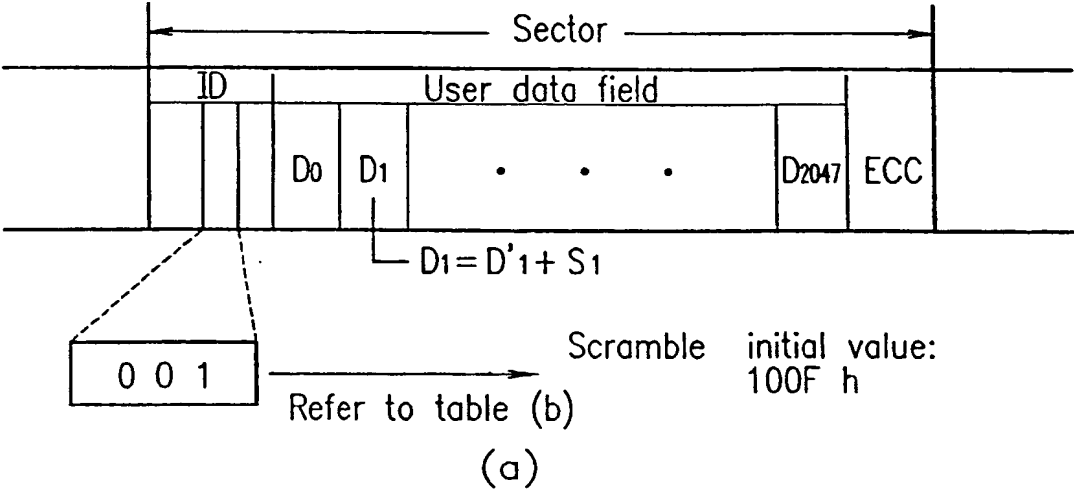 Sector
ID User data field
D0 D1 · · · D2047 ECC
D1=D'1+S1
0 0 1
Refer to table (b)
Scramble initial value:
100F h
(a)